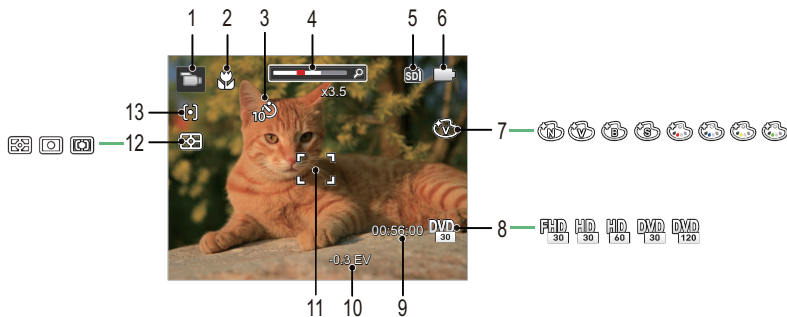 1 2 3 4 5 6
SD
x3.5
13
10
12
V 7 N V B S
00:56:00
DVD 30 8 FHD 30 HD 30 HD 60 DVD 30 DVD 120
-0.3 EV
11 10 9